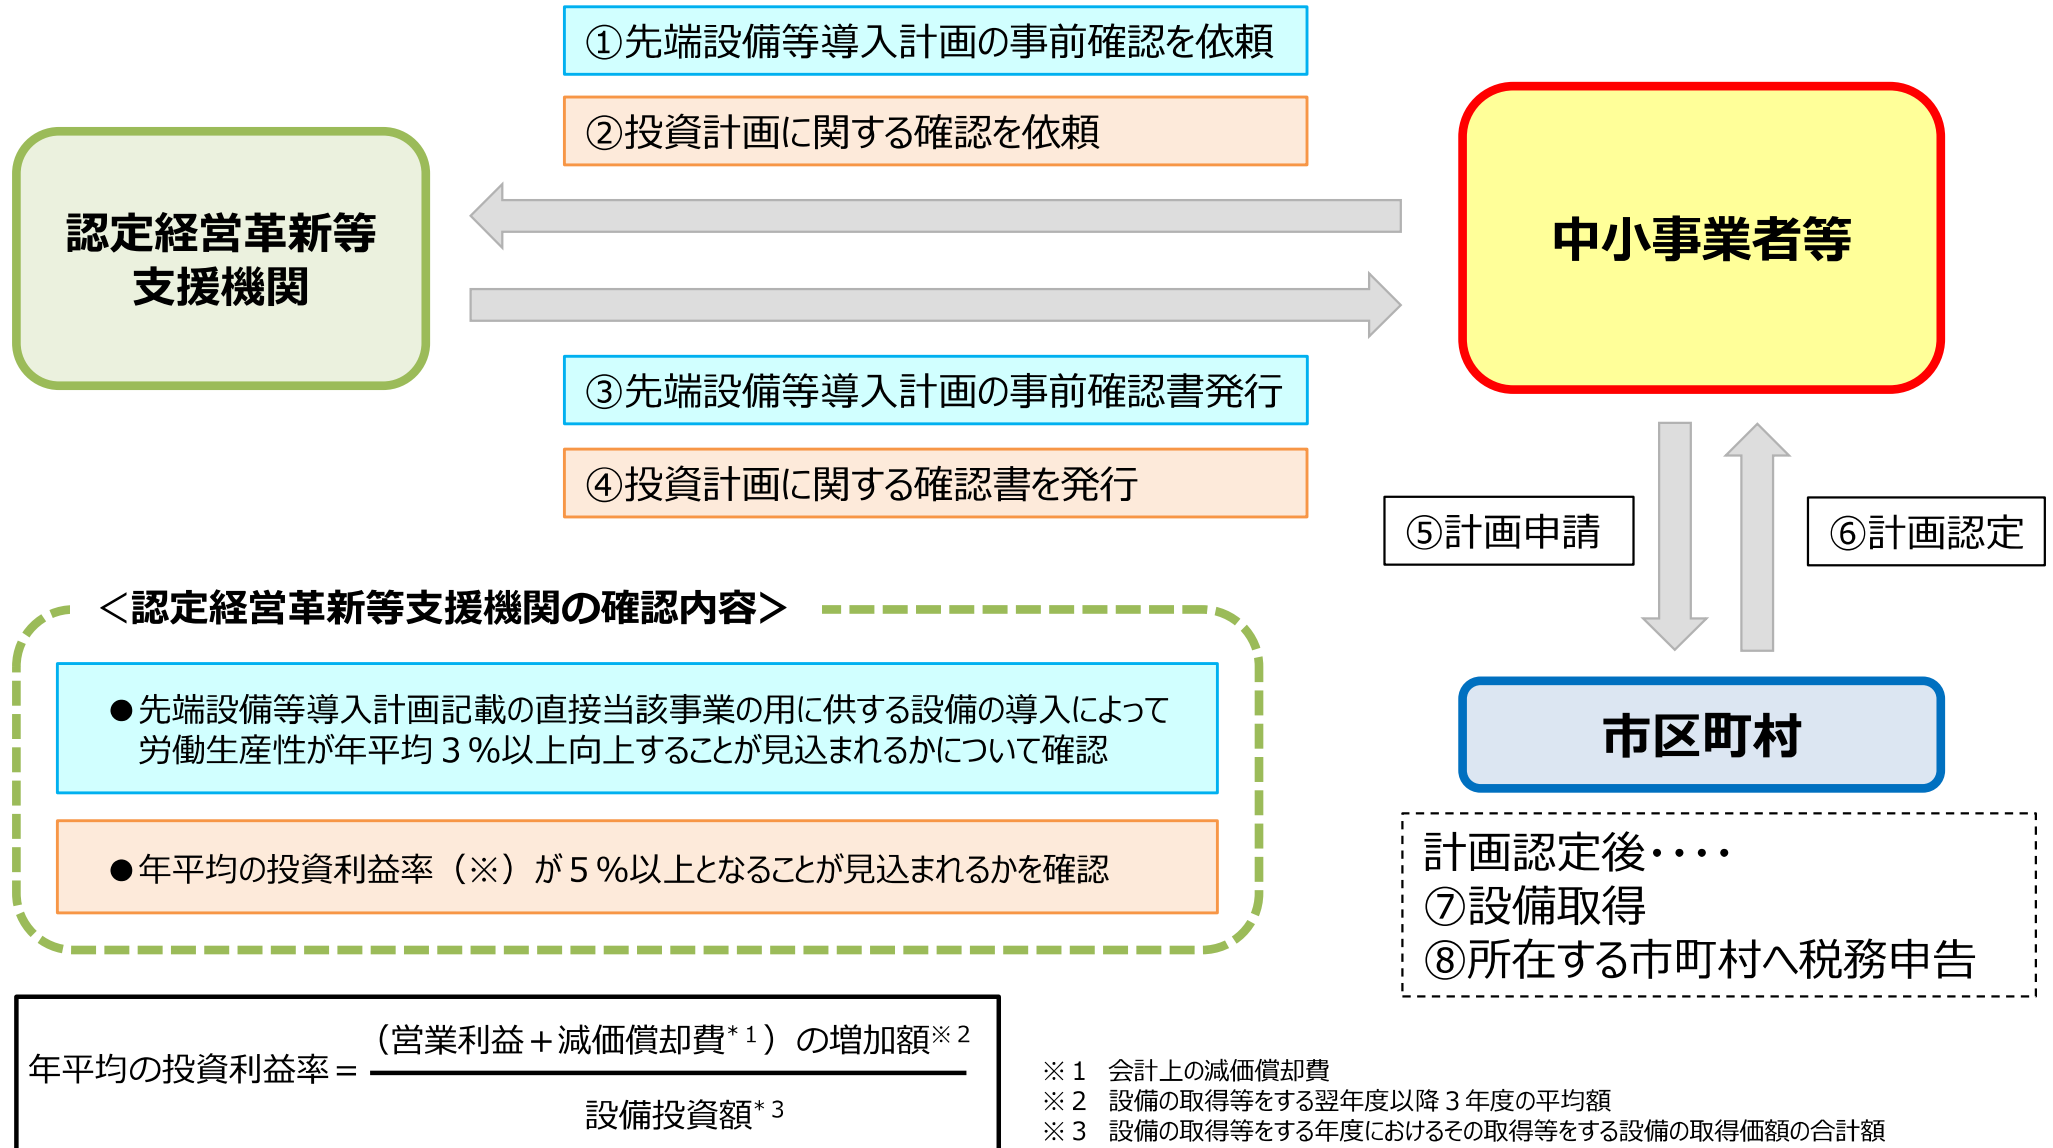 ①先端設備等導入計画の事前確認を依頼
②投資計画に関する確認を依頼
認定経営革新等
支援機関
中小事業者等
③先端設備等導入計画の事前確認書発行
④投資計画に関する確認書を発行
⑤計画申請
⑥計画認定
＜認定経営革新等支援機関の確認内容＞
●先端設備等導入計画記載の直接当該事業の用に供する設備の導入によって
労働生産性が年平均３％以上向上することが見込まれるかについて確認
●年平均の投資利益率（※）が５％以上となることが見込まれるかを確認
市区町村
計画認定後・・・・
⑦設備取得
⑧所在する市町村へ税務申告
（営業利益＋減価償却費*１）の増加額※２
年平均の投資利益率＝
設備投資額*３
※１　会計上の減価償却費
※２　設備の取得等をする翌年度以降３年度の平均額
※３　設備の取得等をする年度におけるその取得等をする設備の取得価額の合計額